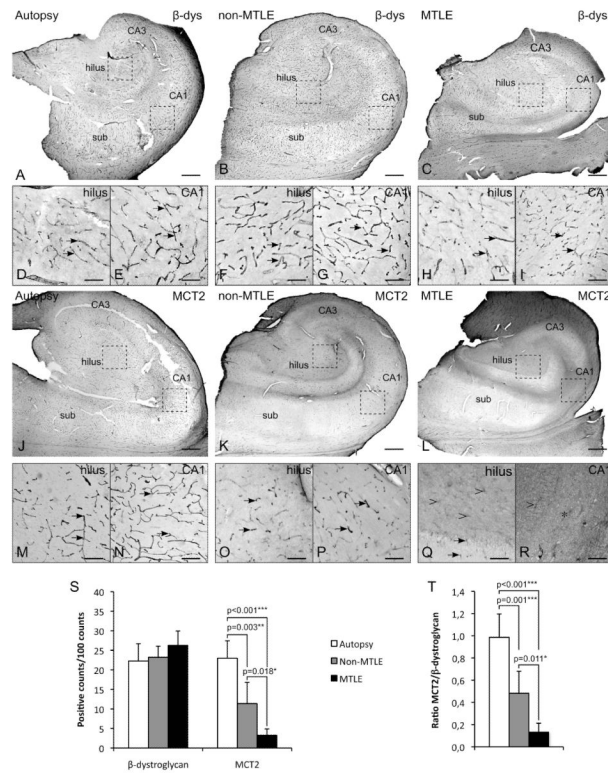 Autopsy β-dys non-MTLE β-dys MTLE β-dys
CA3 CA3 CA3
hilus hilus hilus
CA1 CA1 CA1
sub sub sub
A B C
hilus CA1 hilus CA1 hilus CA1
D E F G H I
Autopsy MCT2 non-MTLE MCT2 MTLE MCT2
CA3 CA3 CA3
hilus hilus hilus
CA1 CA1 CA1
sub sub sub
J K L
hilus CA1 hilus CA1 hilus CA1
> > > > *
M N O P Q R
S
Positive counts/100 counts
40
35
30
25
20
15
10
5
0
p<0.001***
p=0.003**
p=0.018*
Autopsy
Non-MTLE
MTLE
β-dystroglycan MCT2
T
Ratio MCT2/β-dystroglycan
1,4
1,2
1,0
0,8
0,6
0,4
0,2
0,0
p<0.001***
p=0.001***
p=0.011*